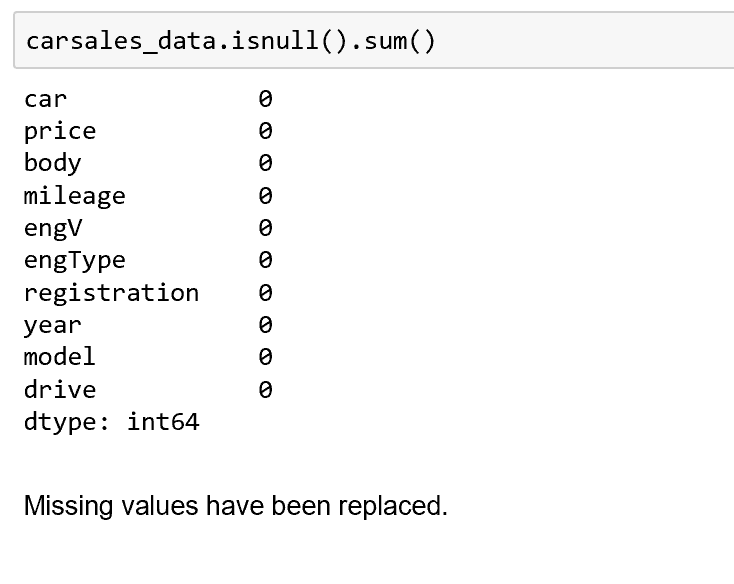 carsales_data.isnull().sum()
car 0
price 0
body 0
mileage 0
engV 0
engType 0
registration 0
year 0
model 0
drive 0
dtype: int64
Missing values have been replaced.